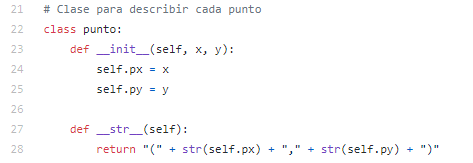 21 # Clase para describir cada punto
22 class punto:
23     def __init__(self, x, y):
24         self.px = x
25         self.py = y
26
27     def __str__(self):
28         return "(" + str(self.px) + "," + str(self.py) + ")"